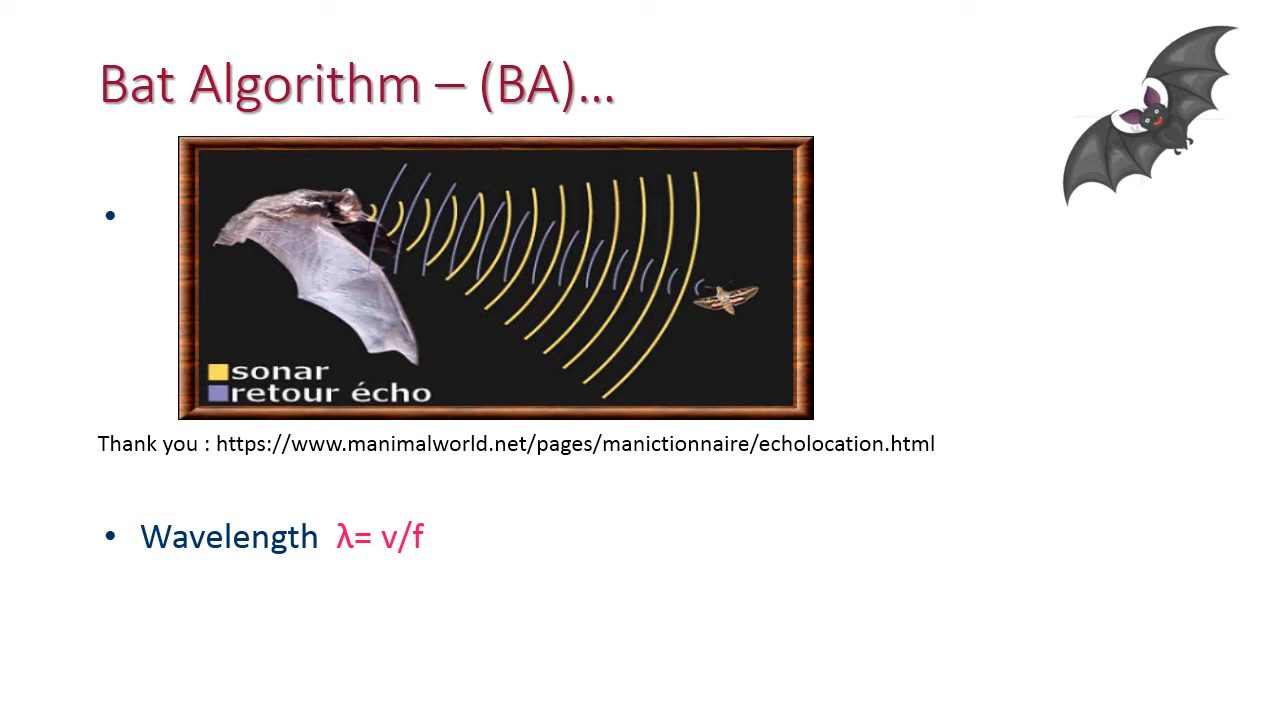 Bat Algorithm – (BA)...
•
sonar
retour écho
Thank you : https://www.manimalworld.net/pages/manictionnaire/echolocation.html
• Wavelength λ= v/f